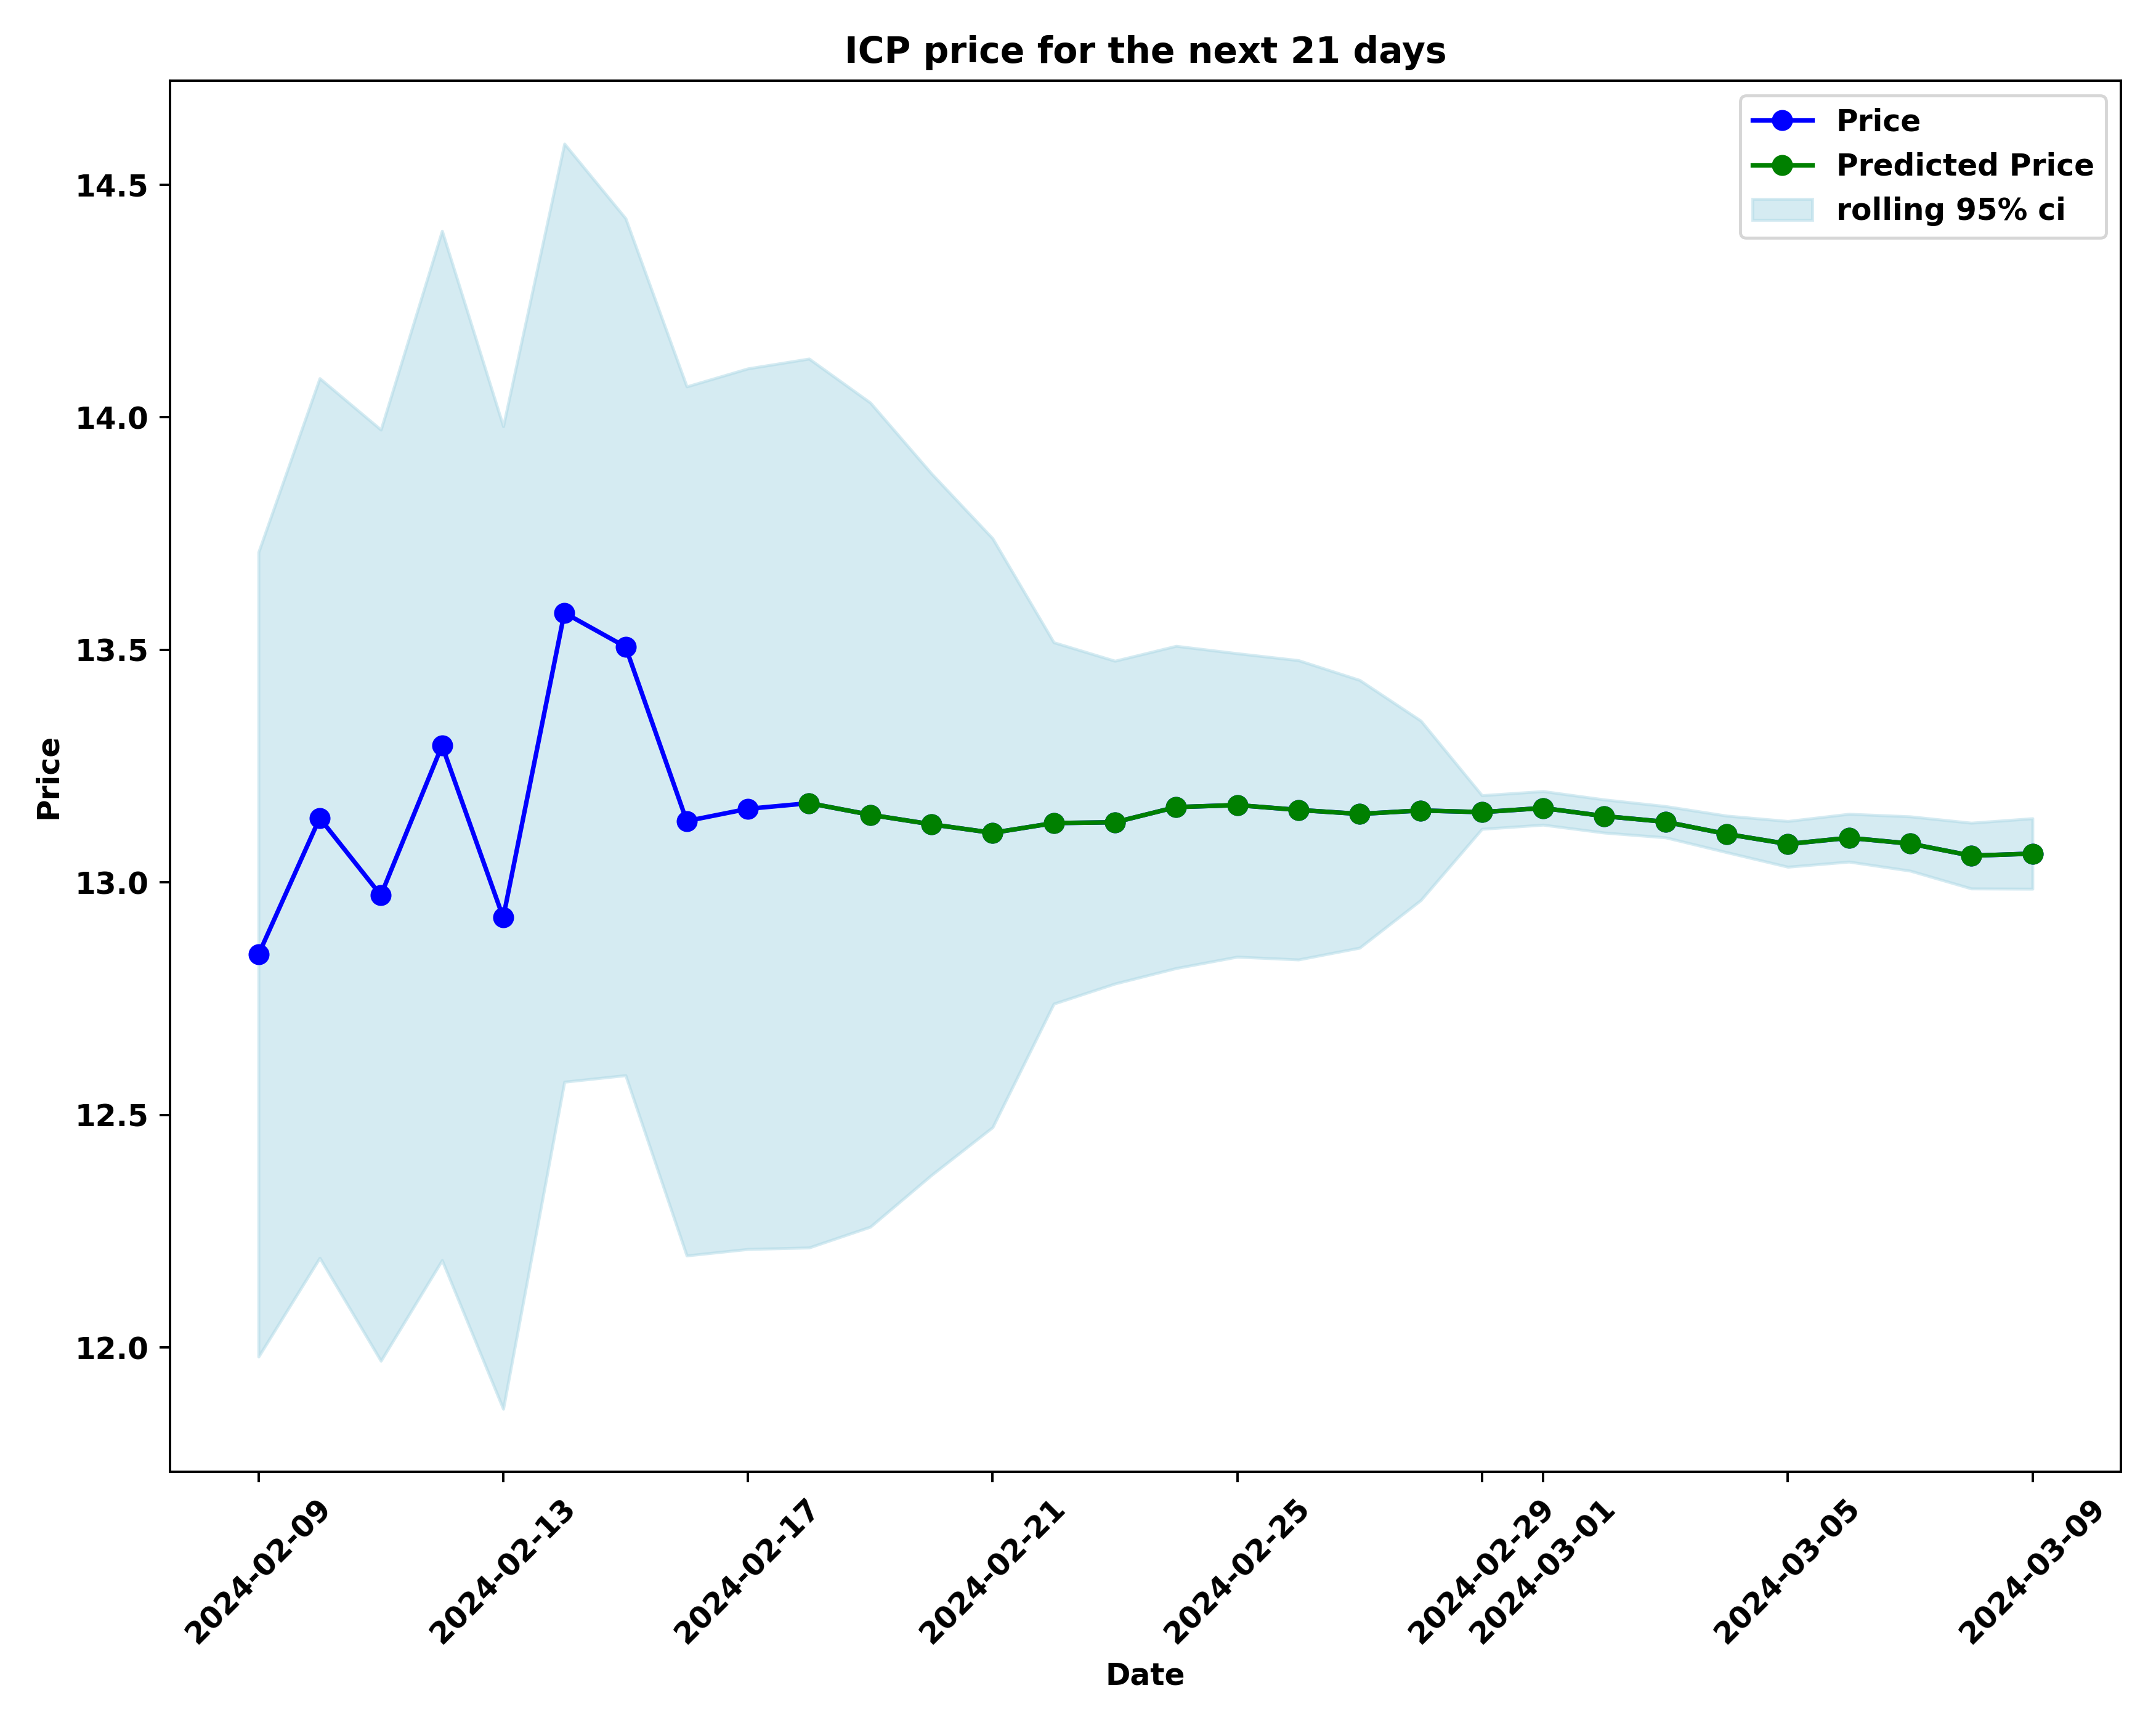 ICP price for the next 21 days
Price
Predicted Price
rolling 95% ci
14.5
14.0
13.5
13.0
12.5
12.0
Price
2024-02-09
2024-02-13
2024-02-17
2024-02-21
2024-02-25
2024-02-29
2024-03-01
2024-03-05
2024-03-09
Date